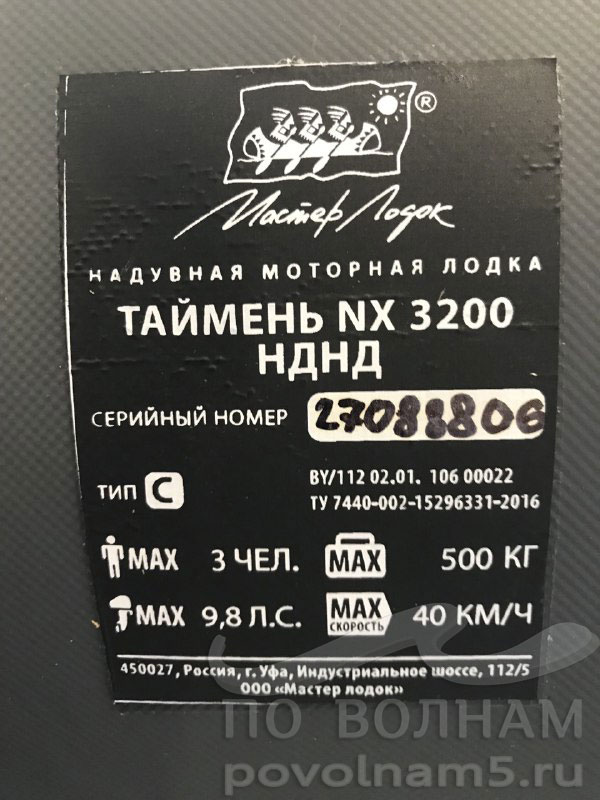 ®
Мастер Лодок
НАДУВНАЯ МОТОРНАЯ ЛОДКА
ТАЙМЕНЬ NX 3200
НДНД
СЕРИЙНЫЙ НОМЕР 27088806
ТИП C
BY/112 02.01. 106 00022
ТУ 7440-002-15296331-2016
MAX 3 ЧЕЛ. MAX 500 КГ
MAX 9,8 Л.С. MAX СКОРОСТЬ 40 КМ/Ч
450027, Россия, г. Уфа, Индустриальное шоссе, 112/5
ООО «Мастер лодок»
ПО ВОЛНАМ
povolnam5.ru